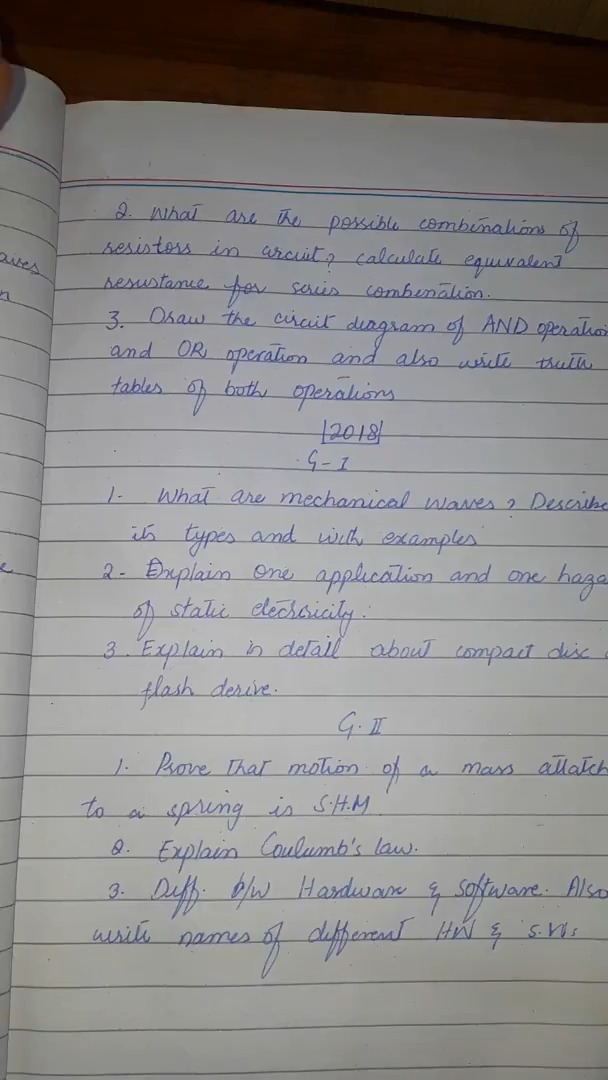 2. What are the possible combinations of
resistors in circuit? calculate equivalent
resistance for series combination.
3. Draw the circuit diagram of AND operation
and OR operation and also write truth
tables of both operations
|2018|
G-I
1- What are mechanical waves? Describe
its types and with examples
2- Explain one application and one haza
of static electricity.
3. Explain in detail about compact disc
flash derive.
G.II
1. Prove that motion of a mass attatch
to a spring is S.H.M
2. Explain Coulumb's law.
3. Diff. b/w Hardware & software. Also
write names of different HW & S.W.